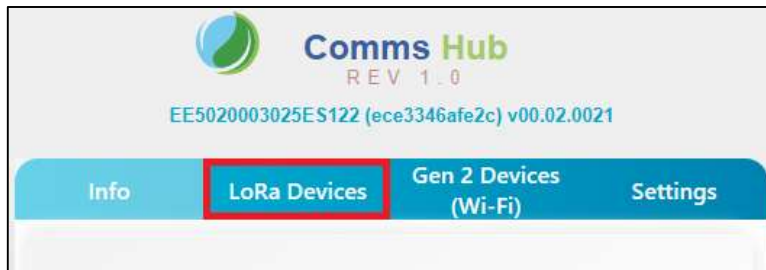 Comms Hub
REV 1.0
EE5020003025ES122 (ece3346afe2c) v00.02.0021
Info
LoRa Devices
Gen 2 Devices
(Wi-Fi)
Settings